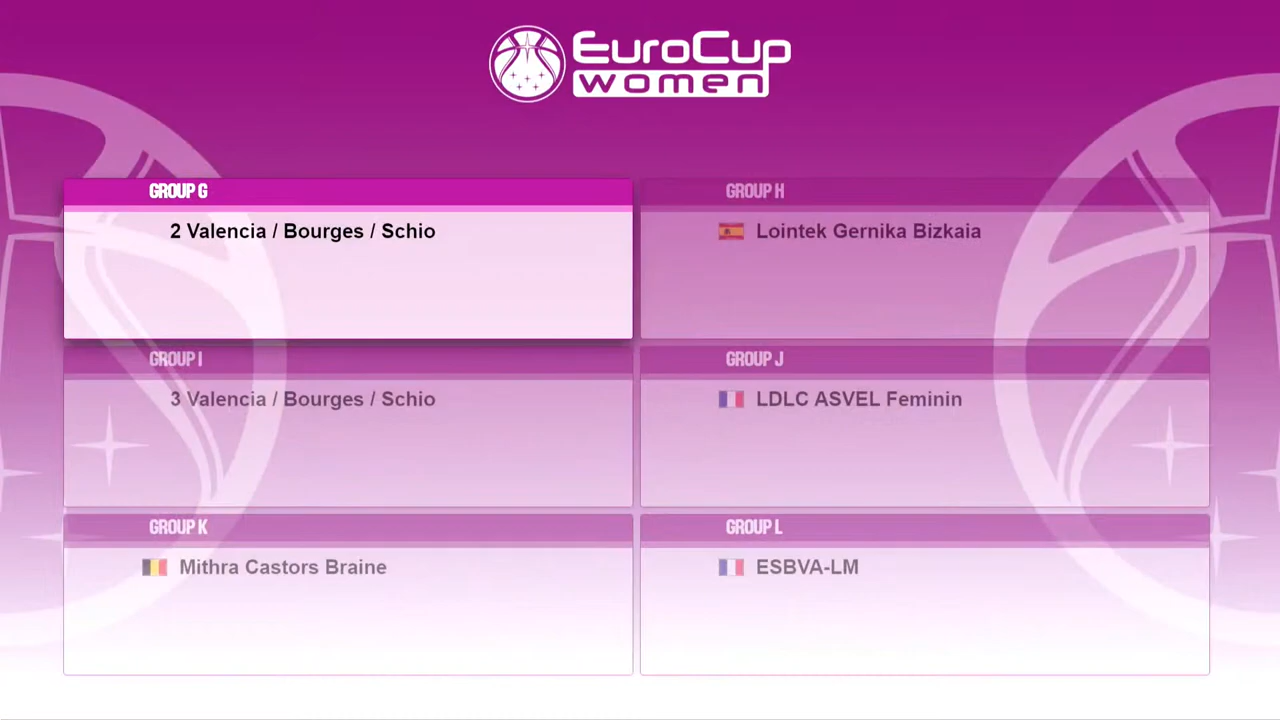 EuroCup
women
GROUP G
2 Valencia / Bourges / Schio
GROUP H
Lointek Gernika Bizkaia
GROUP I
3 Valencia / Bourges / Schio
GROUP J
LDLC ASVEL Feminin
GROUP K
Mithra Castors Braine
GROUP L
ESBVA-LM